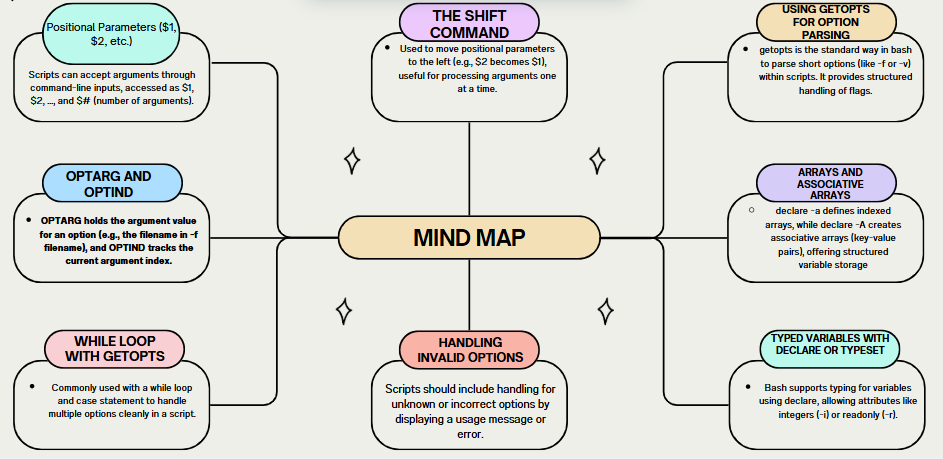 Positional Parameters ($1,
$2, etc.)
Scripts can accept arguments through
command-line inputs, accessed as $1,
$2, ..., and $# (number of arguments).
THE SHIFT
COMMAND
• Used to move positional parameters
to the left (e.g., $2 becomes $1),
useful for processing arguments one
at a time.
USING GETOPTS
FOR OPTION
PARSING
• getopts is the standard way in bash
to parse short options (like -f or -v)
within scripts. It provides structured
handling of flags.
OPTARG AND
OPTIND
• OPTARG holds the argument value
for an option (e.g., the filename in -f
filename), and OPTIND tracks the
current argument index.
MIND MAP
ARRAYS AND
ASSOCIATIVE
ARRAYS
○ declare -a defines indexed
arrays, while declare -A creates
associative arrays (key-value
pairs), offering structured
variable storage
WHILE LOOP
WITH GETOPTS
• Commonly used with a while loop
and case statement to handle
multiple options cleanly in a script.
HANDLING
INVALID OPTIONS
Scripts should include handling for
unknown or incorrect options by
displaying a usage message or
error.
TYPED VARIABLES WITH
DECLARE OR TYPESET
• Bash supports typing for variables
using declare, allowing attributes like
integers (-i) or readonly (-r).